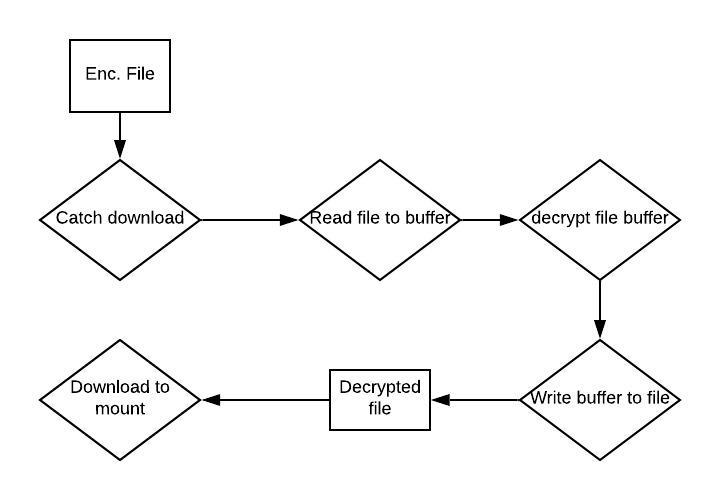 Enc. File
Catch download
Read file to buffer
decrypt file buffer
Write buffer to file
Decrypted
file
Download to
mount